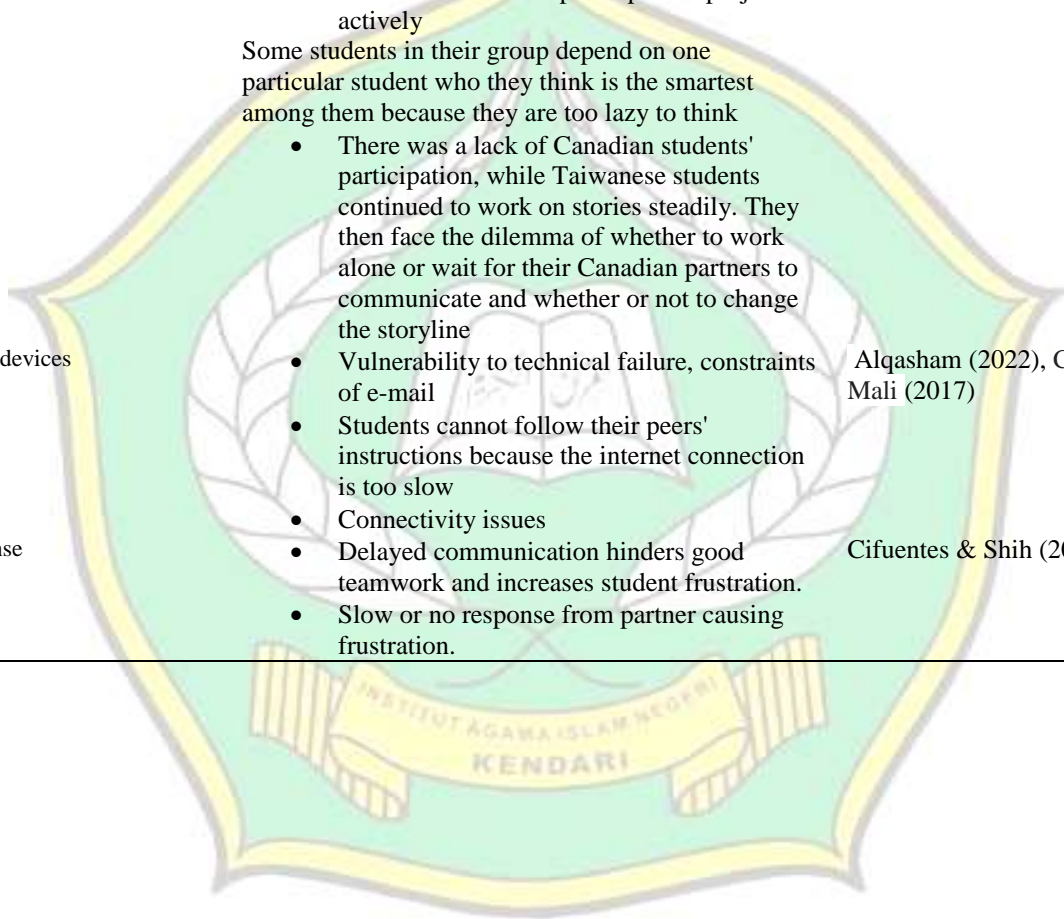 actively
Some students in their group depend on one
particular student who they think is the smartest
among them because they are too lazy to think
• There was a lack of Canadian students'
participation, while Taiwanese students
continued to work on stories steadily. They
then face the dilemma of whether to work
alone or wait for their Canadian partners to
communicate and whether or not to change
the storyline
devices
• Vulnerability to technical failure, constraints
of e-mail
Alqasham (2022), C
Mali (2017)
• Students cannot follow their peers'
instructions because the internet connection
is too slow
• Connectivity issues
nse
• Delayed communication hinders good
teamwork and increases student frustration.
Cifuentes & Shih (20
• Slow or no response from partner causing
frustration.
INSTITUT AGAMA ISLAM NEGERI
KENDARI